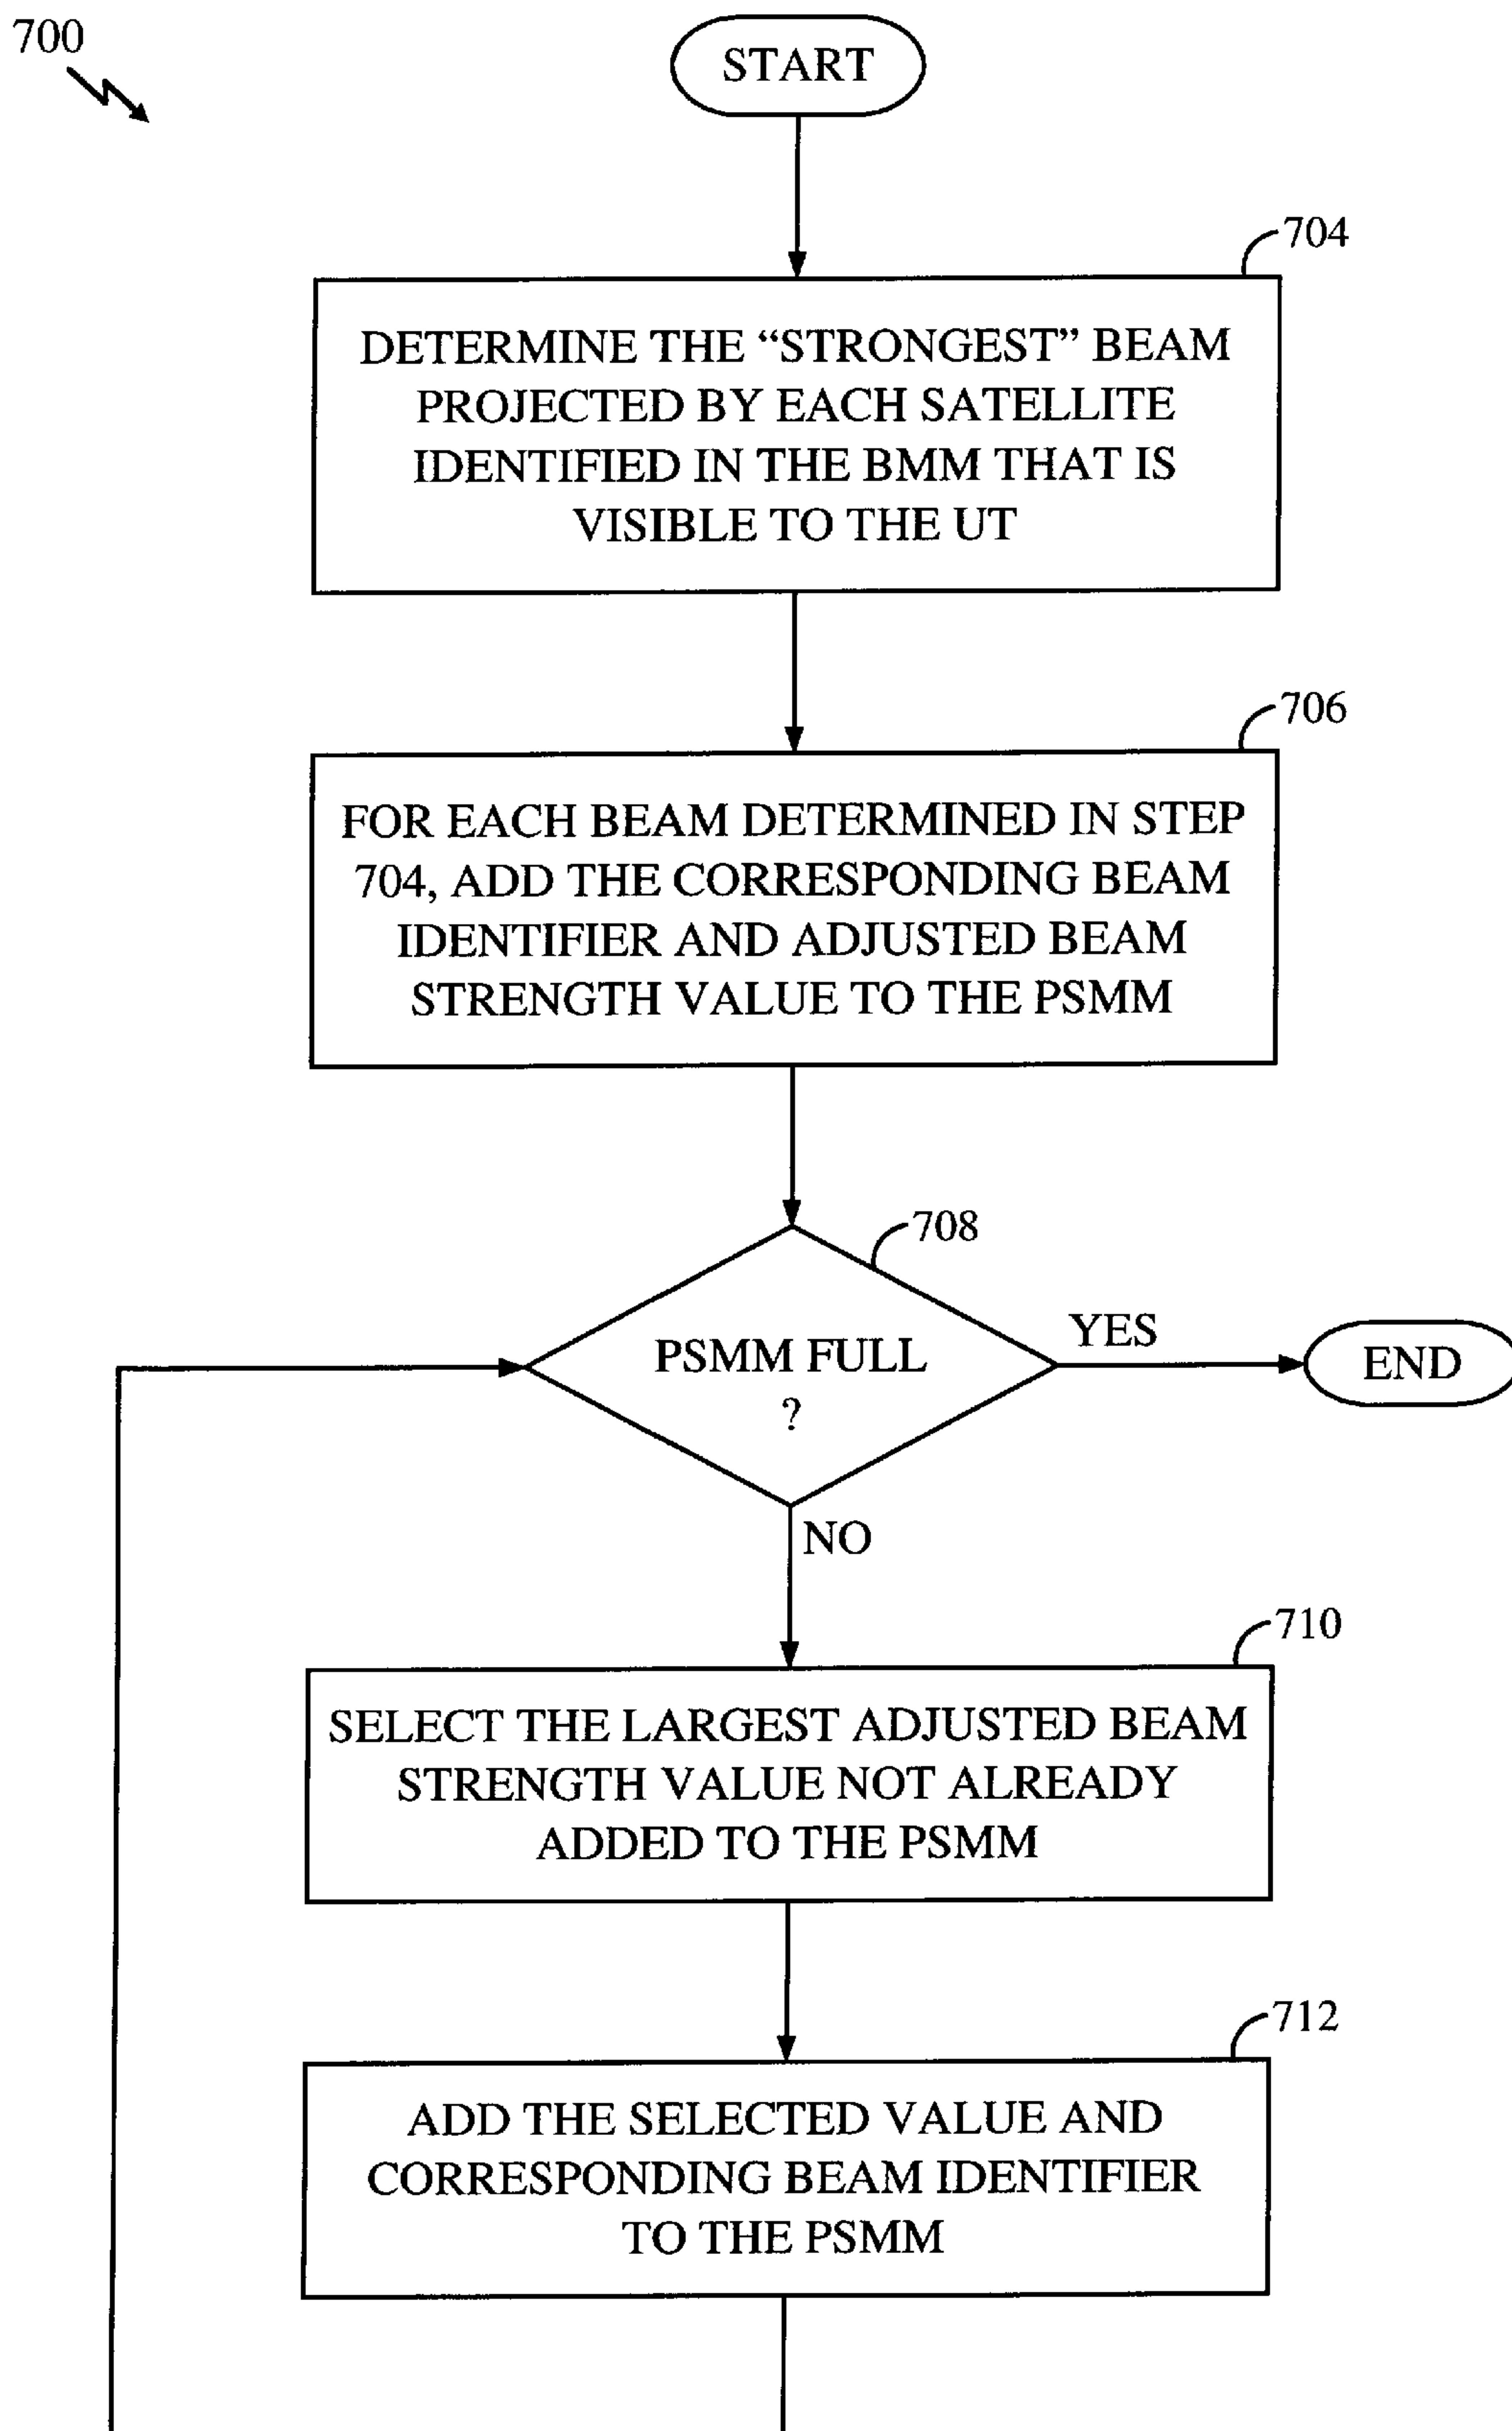 700
START
704
DETERMINE THE “STRONGEST” BEAM
PROJECTED BY EACH SATELLITE
IDENTIFIED IN THE BMM THAT IS
VISIBLE TO THE UT
706
FOR EACH BEAM DETERMINED IN STEP
704, ADD THE CORRESPONDING BEAM
IDENTIFIER AND ADJUSTED BEAM
STRENGTH VALUE TO THE PSMM
708
PSMM FULL
?
YES
END
NO
710
SELECT THE LARGEST ADJUSTED BEAM
STRENGTH VALUE NOT ALREADY
ADDED TO THE PSMM
712
ADD THE SELECTED VALUE AND
CORRESPONDING BEAM IDENTIFIER
TO THE PSMM